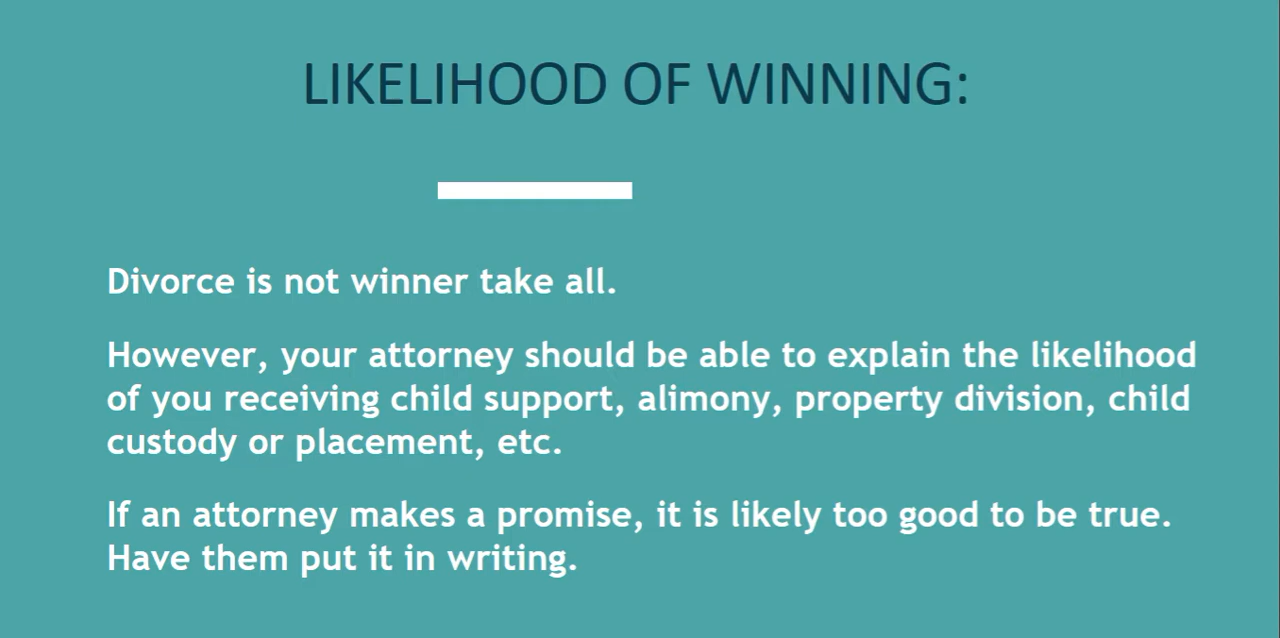 LIKELIHOOD OF WINNING:
Divorce is not winner take all.
However, your attorney should be able to explain the likelihood
of you receiving child support, alimony, property division, child
custody or placement, etc.
If an attorney makes a promise, it is likely too good to be true.
Have them put it in writing.